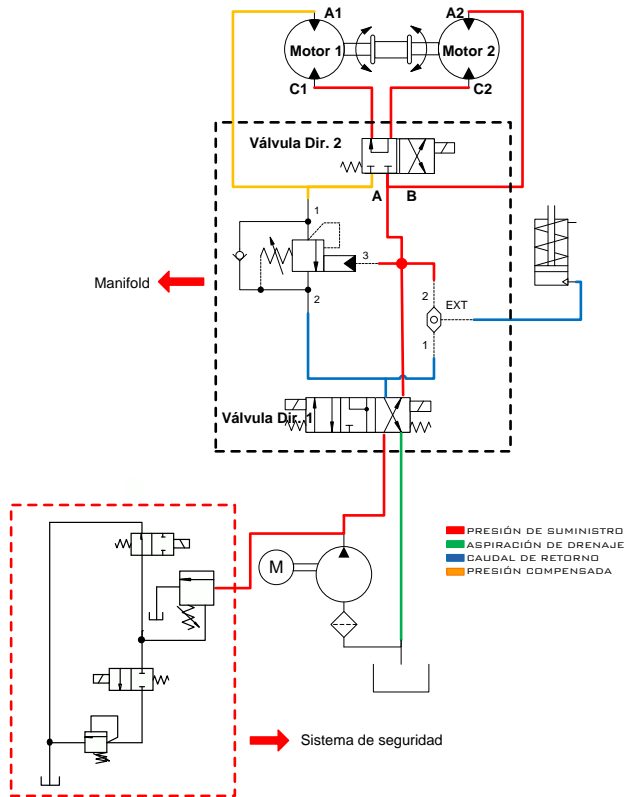 A1
A2
Motor 1
Motor 2
C1
C2
Válvula Dir. 2
A
B
1
3
Manifold
2
2
EXT
1
Válvula Dir. 1
PRESIÓN DE SUMINISTRO
ASPIRACIÓN DE DRENAJE
CAUDAL DE RETORNO
PRESIÓN COMPENSADA
M
Sistema de seguridad